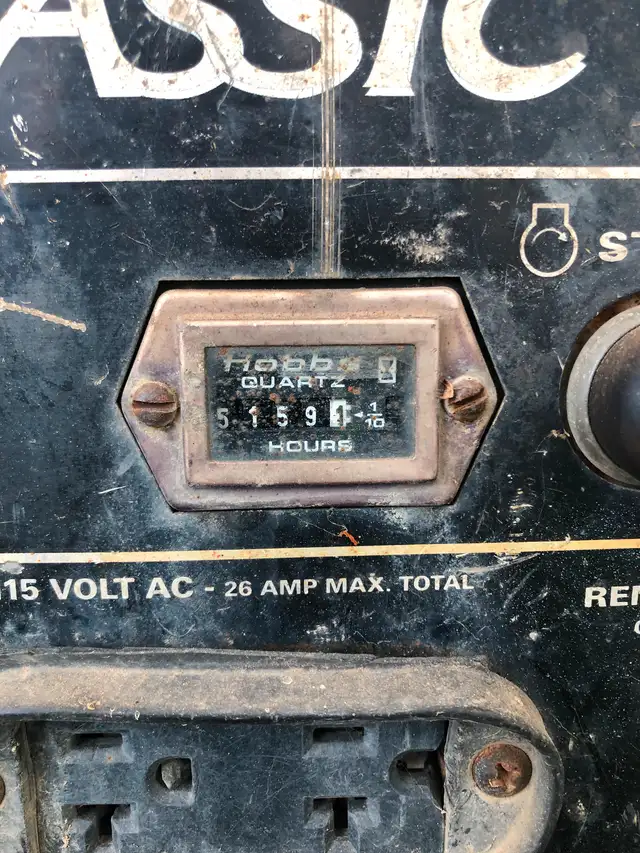 ASSIC
ST
Hobbs
QUARTZ
5 1 5 9 1 1/10
HOURS
115 VOLT AC - 26 AMP MAX. TOTAL
REM